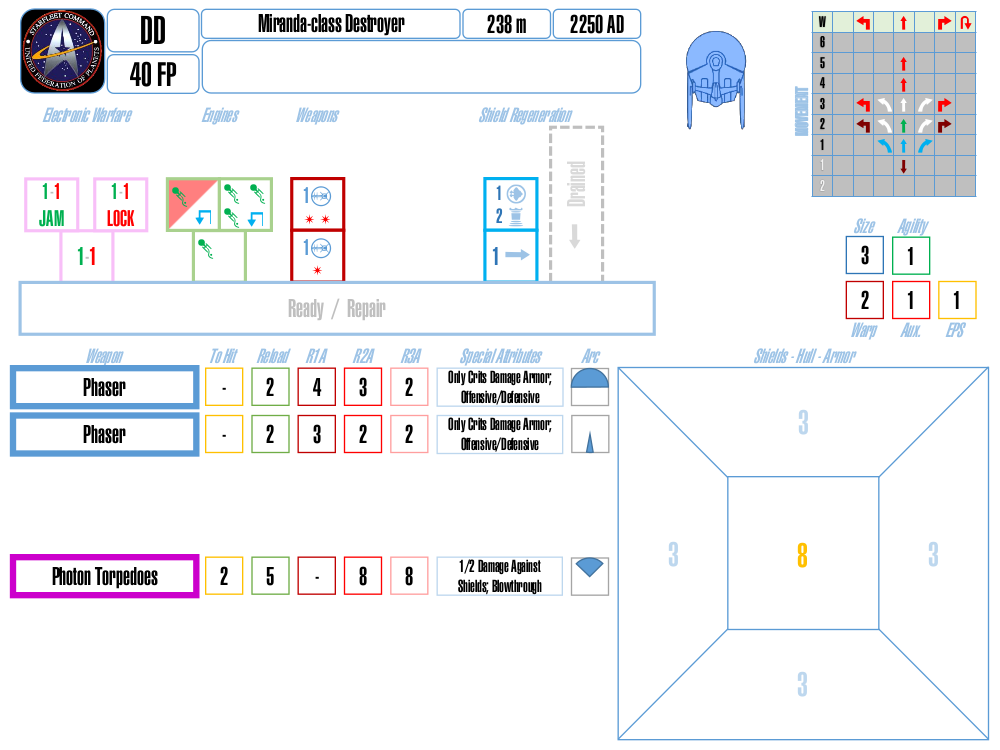 STARFLEET COMMAND
UNITED FEDERATION OF PLANETS
DD
40 FP
Miranda-class Destroyer
238 m
2250 AD
Electronic Warfare
Engines
Weapons
Shield Regeneration
Drained
1-1
JAM
1-1
LOCK
1-1
1
1
1
2
1
Ready / Repair
MOVEMENT
W
6
5
4
3
2
1
1
2
Size
Agility
3
1
2
1
1
Warp
Aux.
EPS
Weapon
To Hit
Reload
R1A
R2A
R3A
Special Attributes
Arc
Phaser
-
2
4
3
2
Only Crits Damage Armor;
Offensive/Defensive
Phaser
-
2
3
2
2
Only Crits Damage Armor;
Offensive/Defensive
Photon Torpedoes
2
5
-
8
8
1/2 Damage Against
Shields; Blowthrough
Shields - Hull - Armor
3
3
8
3
3